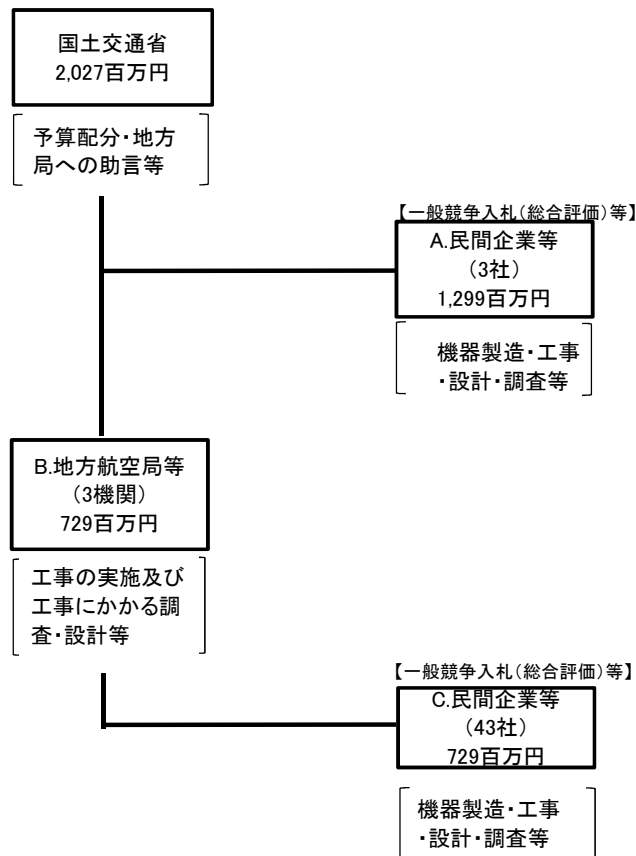 国土交通省
2,027百万円
予算配分・地方
局への助言等
【一般競争入札(総合評価)等】
A.民間企業等
(3社)
1,299百万円
機器製造・工事
・設計・調査等
B.地方航空局等
(3機関)
729百万円
工事の実施及び
工事にかかる調
査・設計等
【一般競争入札(総合評価)等】
C.民間企業等
(43社)
729百万円
機器製造・工事
・設計・調査等